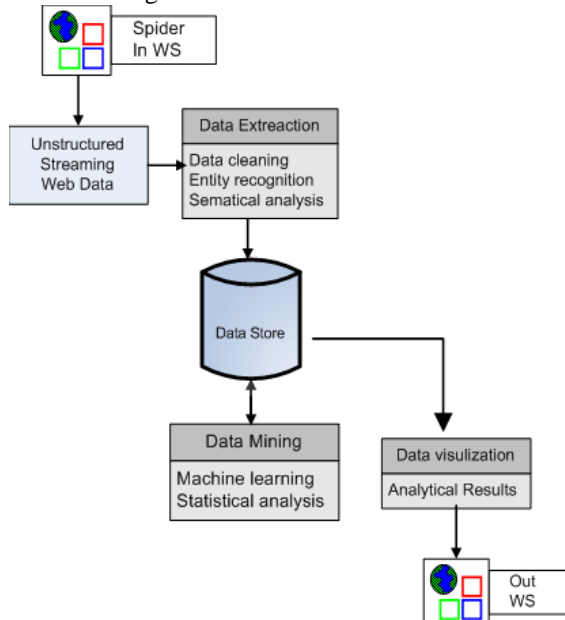 Spider
In WS
Unstructured
Streaming
Web Data
Data Extreaction
Data cleaning
Entity recognition
Sematical analysis
Data Store
Data Mining
Machine learning
Statistical analysis
Data visulization
Analytical Results
Out
WS